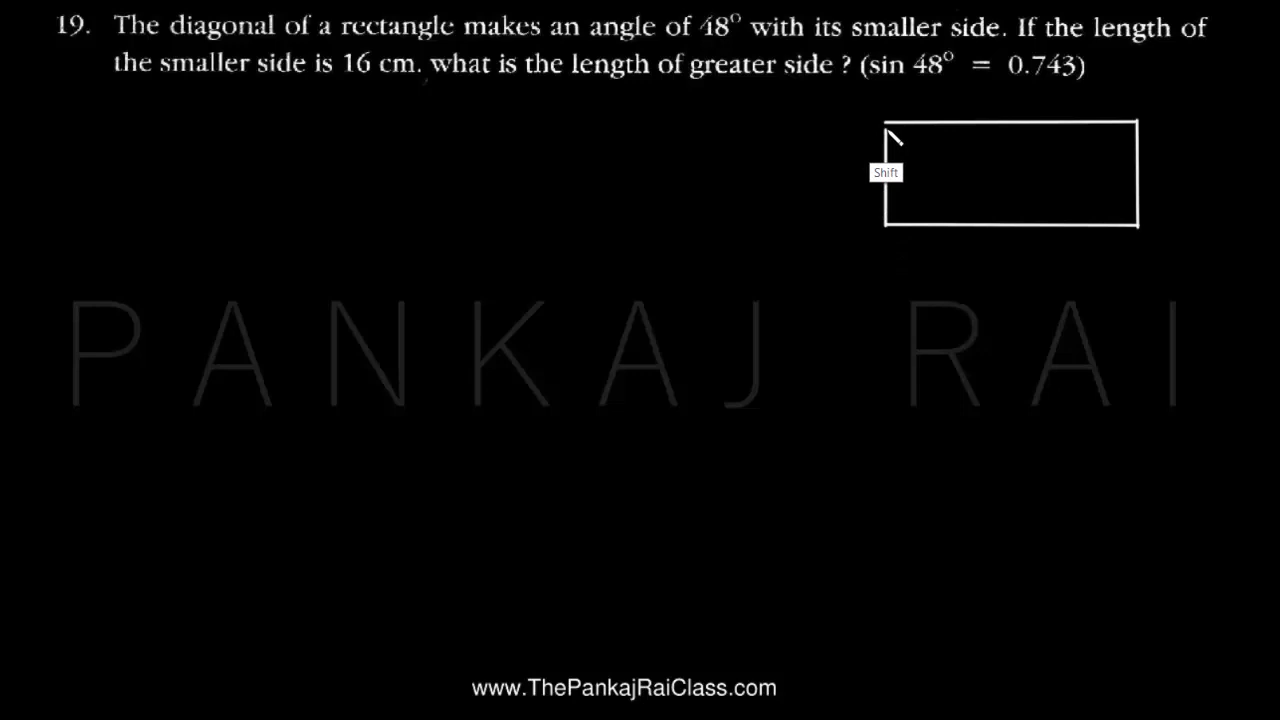 19. The diagonal of a rectangle makes an angle of 48° with its smaller side. If the length of
the smaller side is 16 cm. what is the length of greater side ? (sin 48° = 0.743)
Shift
PANKAJ RAI
www.ThePankajRaiClass.com